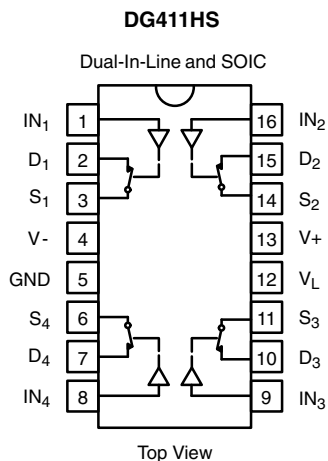 DG411HS
Dual-In-Line and SOIC
IN1 1 16 IN2
D1 2 15 D2
S1 3 14 S2
V- 4 13 V+
GND 5 12 VL
S4 6 11 S3
D4 7 10 D3
IN4 8 9 IN3
Top View